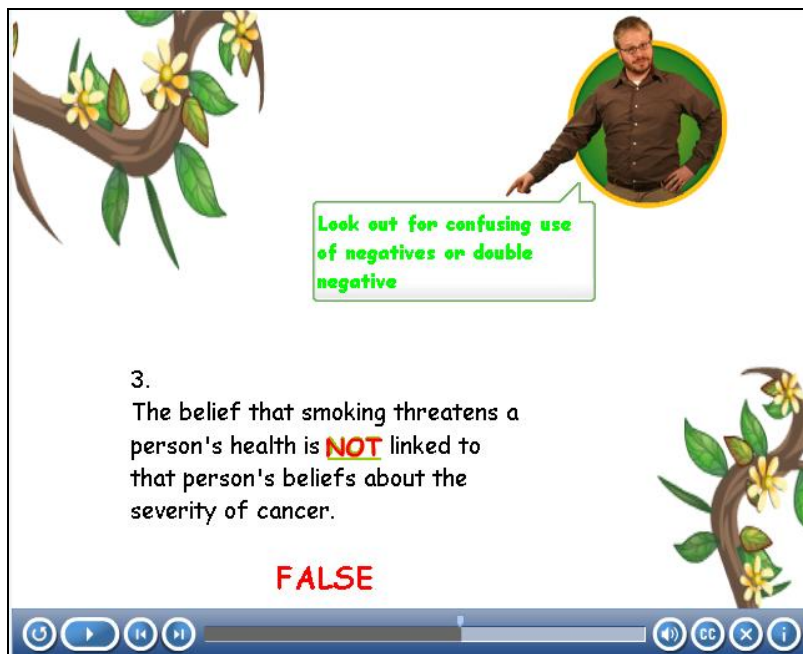 Look out for confusing use
of negatives or double
negative
3.
The belief that smoking threatens a
person's health is NOT linked to
that person's beliefs about the
severity of cancer.
FALSE
CC
i